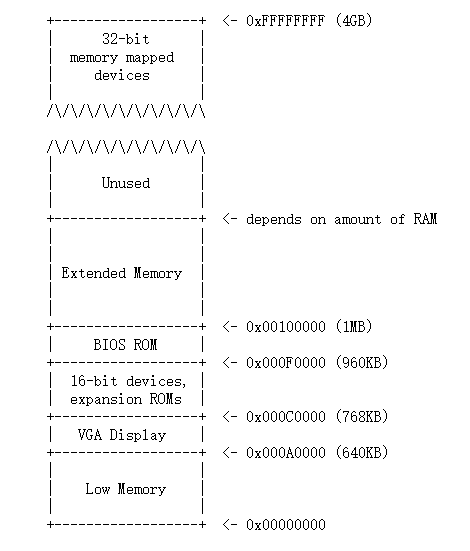 +------------------+  <- 0xFFFFFFFF (4GB)
|      32-bit      |
|  memory mapped   |
|     devices      |
|                  |
/\/\/\/\/\/\/\/\/\/\
/\/\/\/\/\/\/\/\/\/\
|                  |
|      Unused      |
|                  |
+------------------+  <- depends on amount of RAM
|                  |
|                  |
| Extended Memory  |
|                  |
|                  |
+------------------+  <- 0x00100000 (1MB)
|     BIOS ROM     |
+------------------+  <- 0x000F0000 (960KB)
|  16-bit devices, |
|  expansion ROMs  |
+------------------+  <- 0x000C0000 (768KB)
|   VGA Display    |
+------------------+  <- 0x000A0000 (640KB)
|                  |
|    Low Memory    |
|                  |
+------------------+  <- 0x00000000